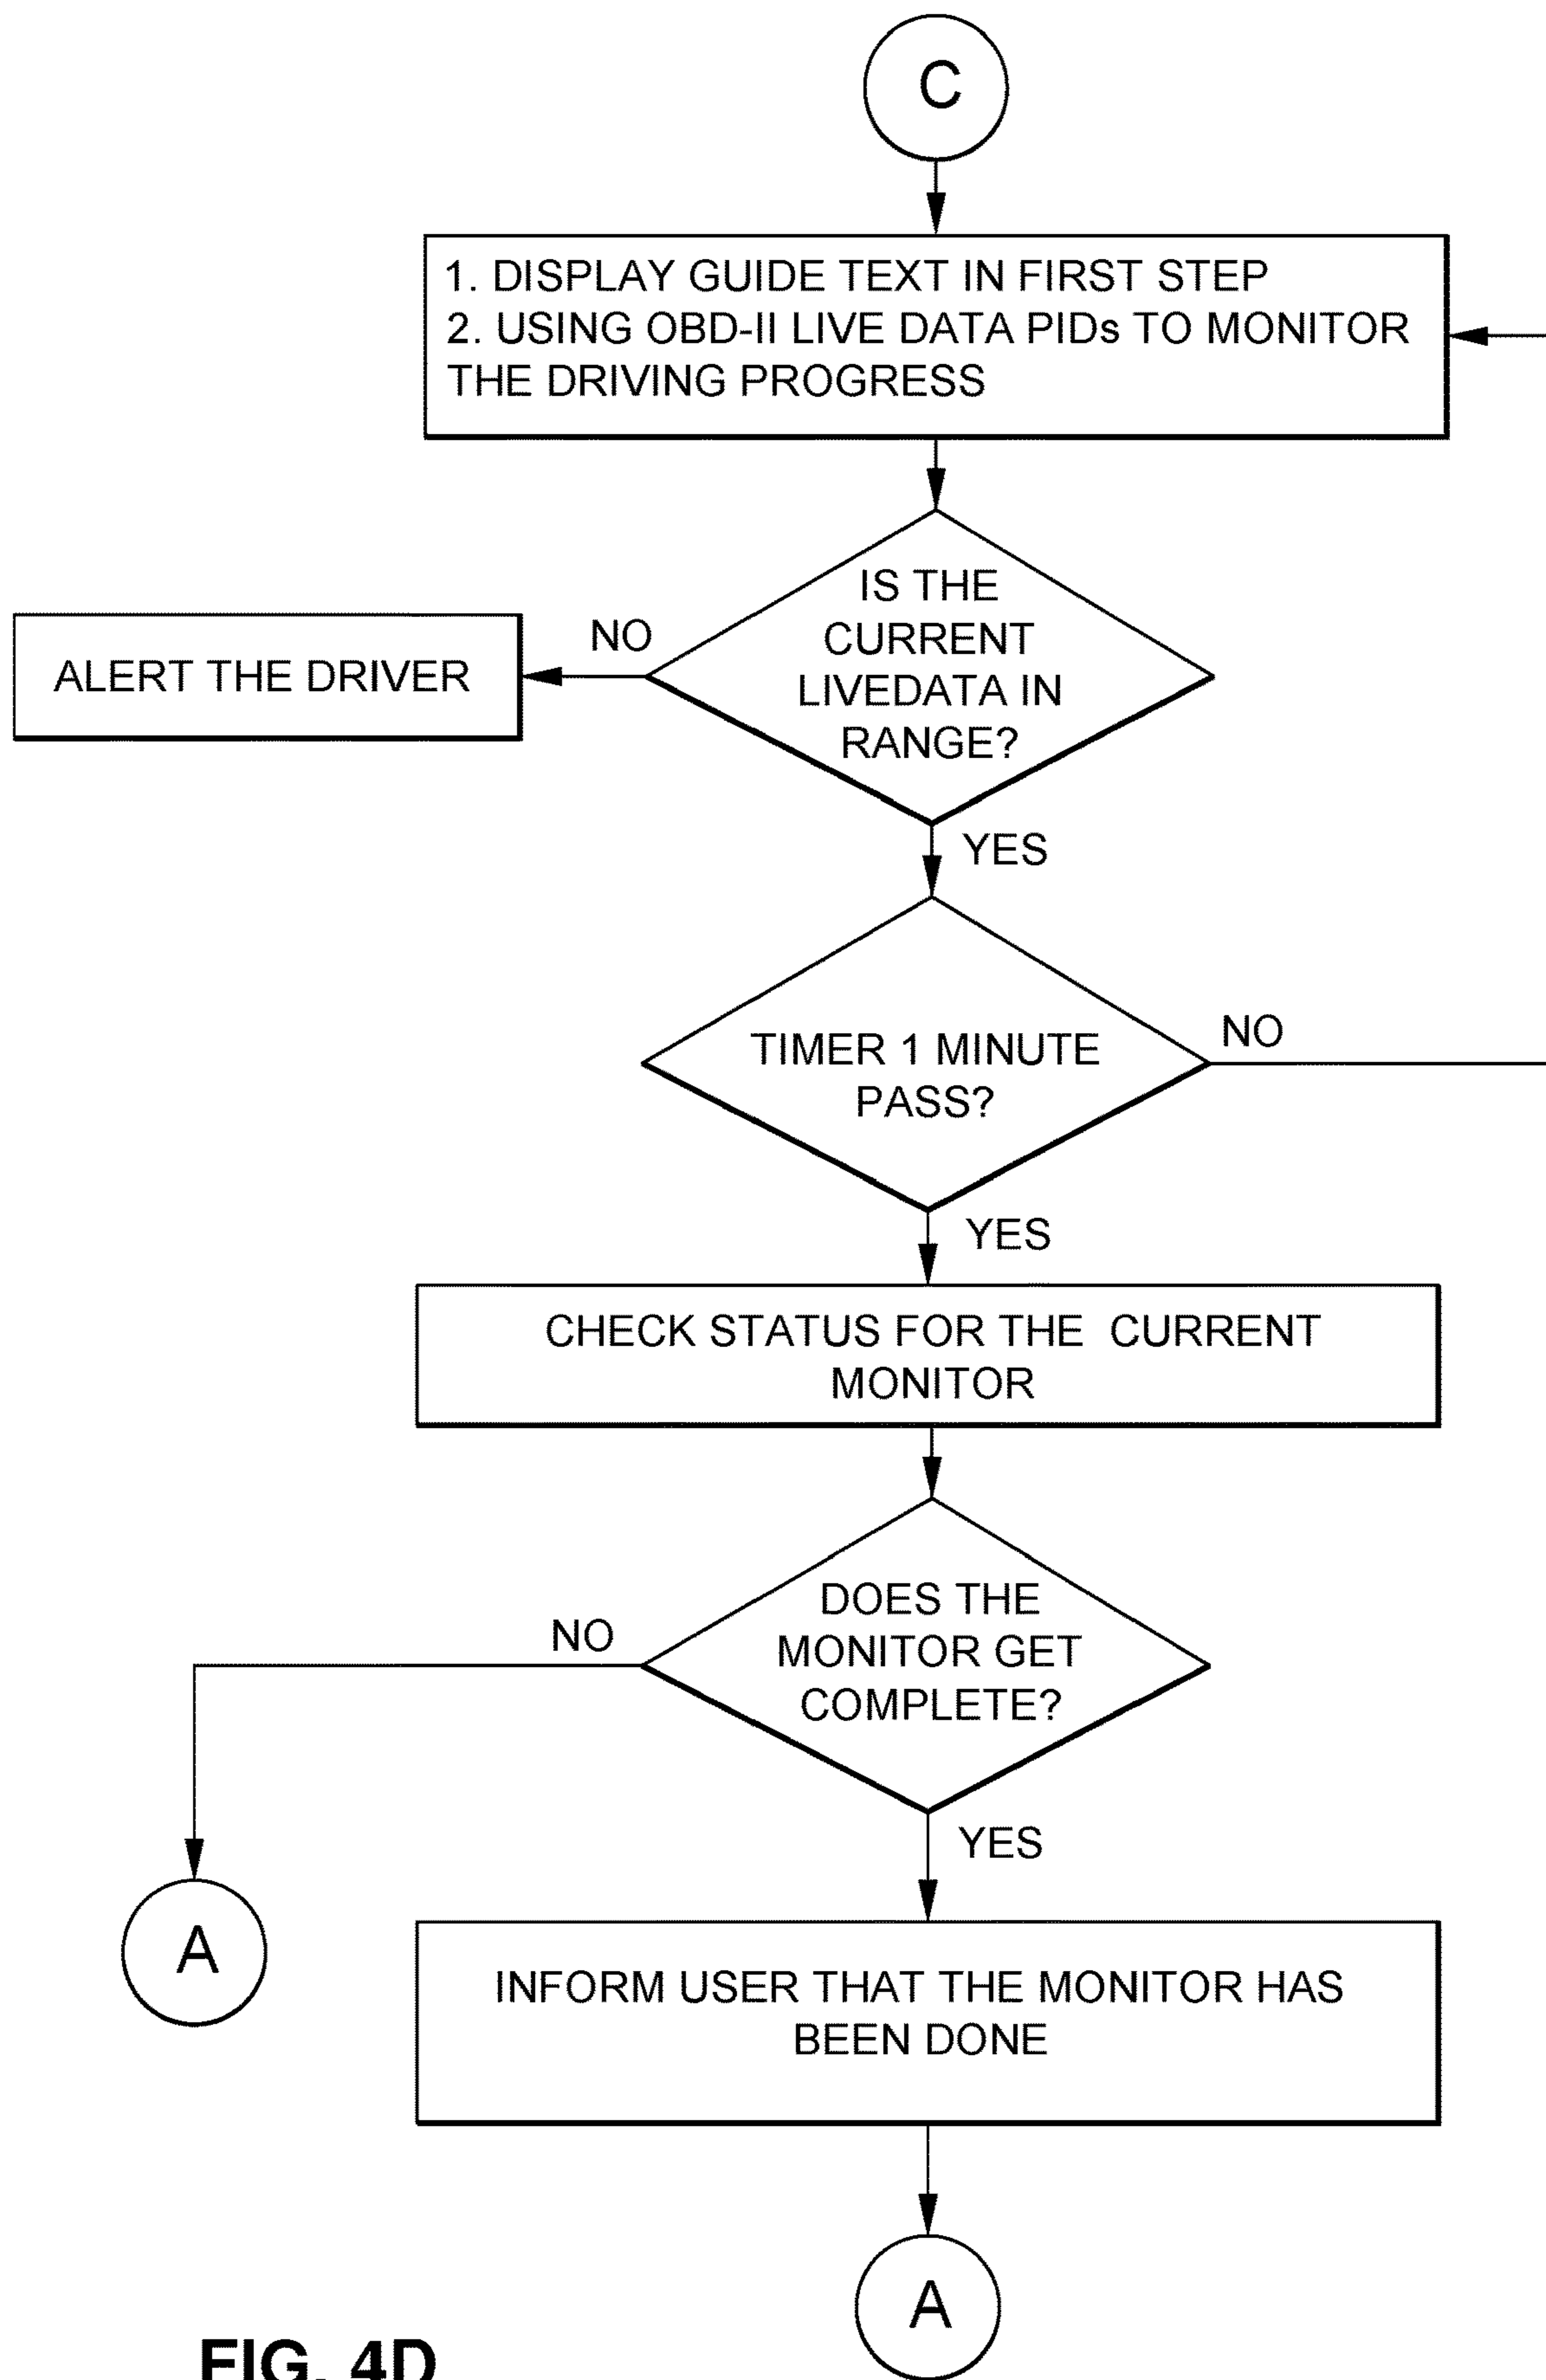 C
1. DISPLAY GUIDE TEXT IN FIRST STEP
2. USING OBD-II LIVE DATA PIDs TO MONITOR
THE DRIVING PROGRESS
IS THE
CURRENT
LIVEDATA IN
RANGE?
NO
ALERT THE DRIVER
YES
TIMER 1 MINUTE
PASS?
NO
YES
CHECK STATUS FOR THE CURRENT
MONITOR
DOES THE
MONITOR GET
COMPLETE?
NO
YES
A
INFORM USER THAT THE MONITOR HAS
BEEN DONE
A
FIG. 4D